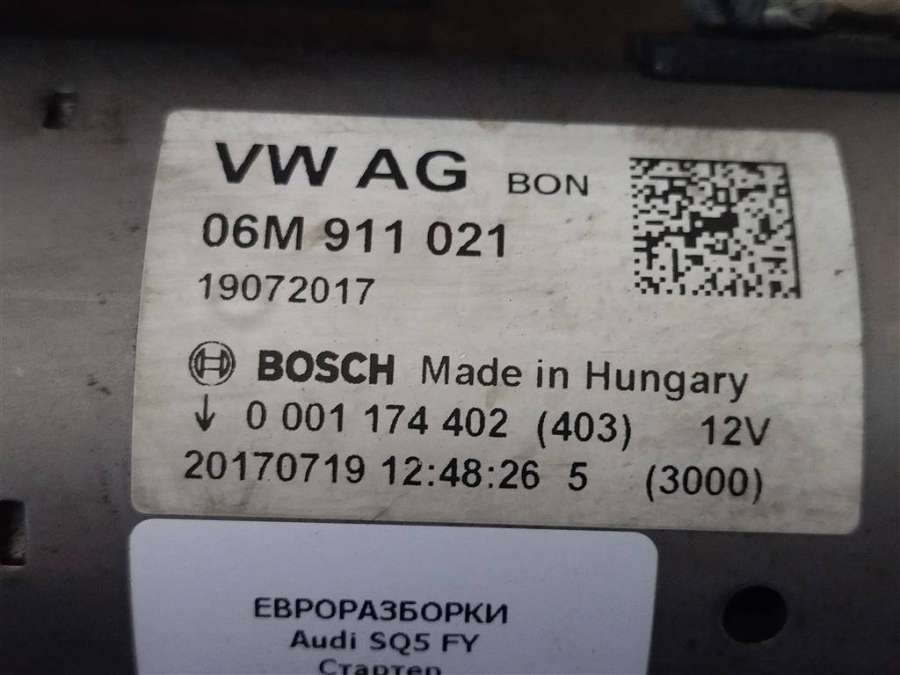 VW AG BON
06M 911 021
19072017
BOSCH Made in Hungary
↓ 0 001 174 402 (403) 12V
20170719 12:48:26 5 (3000)
ЕВРОРАЗБОРКИ
Audi SQ5 FY
Стартер